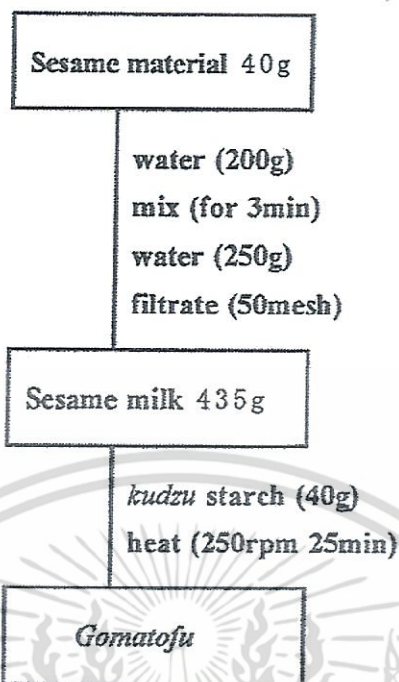 Sesame material 40g
water (200g)
mix (for 3min)
water (250g)
filtrate (50mesh)
Sesame milk 435g
kudzu starch (40g)
heat (250rpm 25min)
Gomatofu